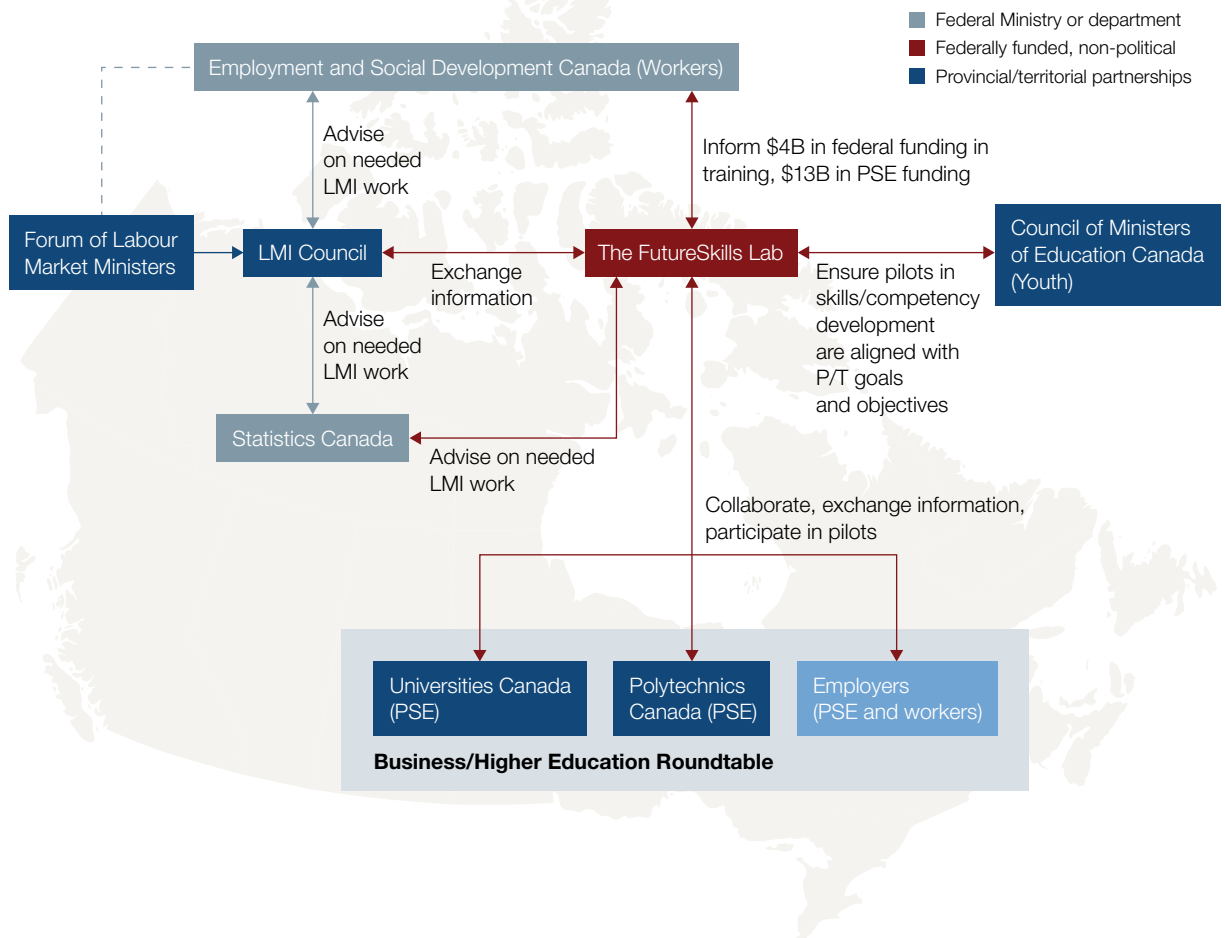 Federal Ministry or department
Federally funded, non-political
Provincial/territorial partnerships
Employment and Social Development Canada (Workers)
Advise
on needed
LMI work
Inform $4B in federal funding in
training, $13B in PSE funding
Forum of Labour
Market Ministers
LMI Council
Exchange
information
The FutureSkills Lab
Ensure pilots in
skills/competency
development
are aligned with
P/T goals
and objectives
Council of Ministers
of Education Canada
(Youth)
Advise
on needed
LMI work
Statistics Canada
Advise on needed
LMI work
Collaborate, exchange information,
participate in pilots
Universities Canada
(PSE)
Polytechnics
Canada (PSE)
Employers
(PSE and workers)
Business/Higher Education Roundtable